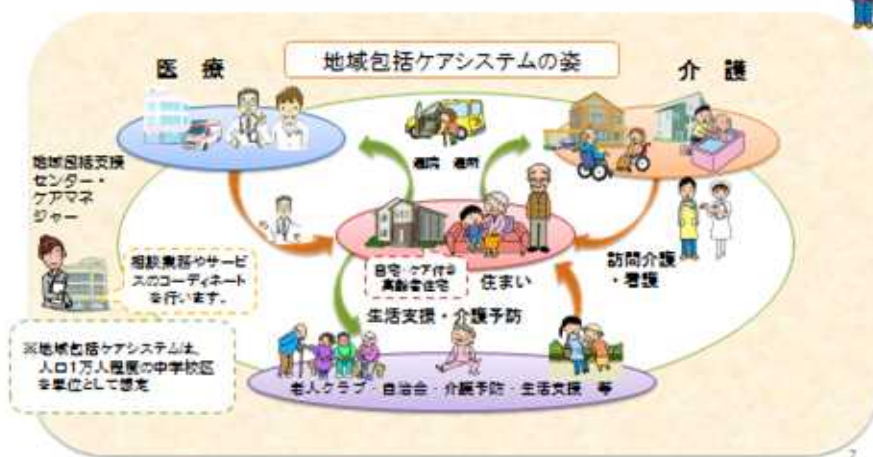 地域包括ケアシステムの姿
医 療
介 護
通院 通所
地域包括支援
センター・
ケアマネ
ジャー
相談業務やサービ
スのコーディネート
を行います。
自宅・ケア付き
高齢者住宅
住まい
訪問介護
・看護
生活支援・介護予防
※地域包括ケアシステムは、
人口1万人程度の中学校区
を単位として想定
老人クラブ・自治会・介護予防・生活支援 等
7